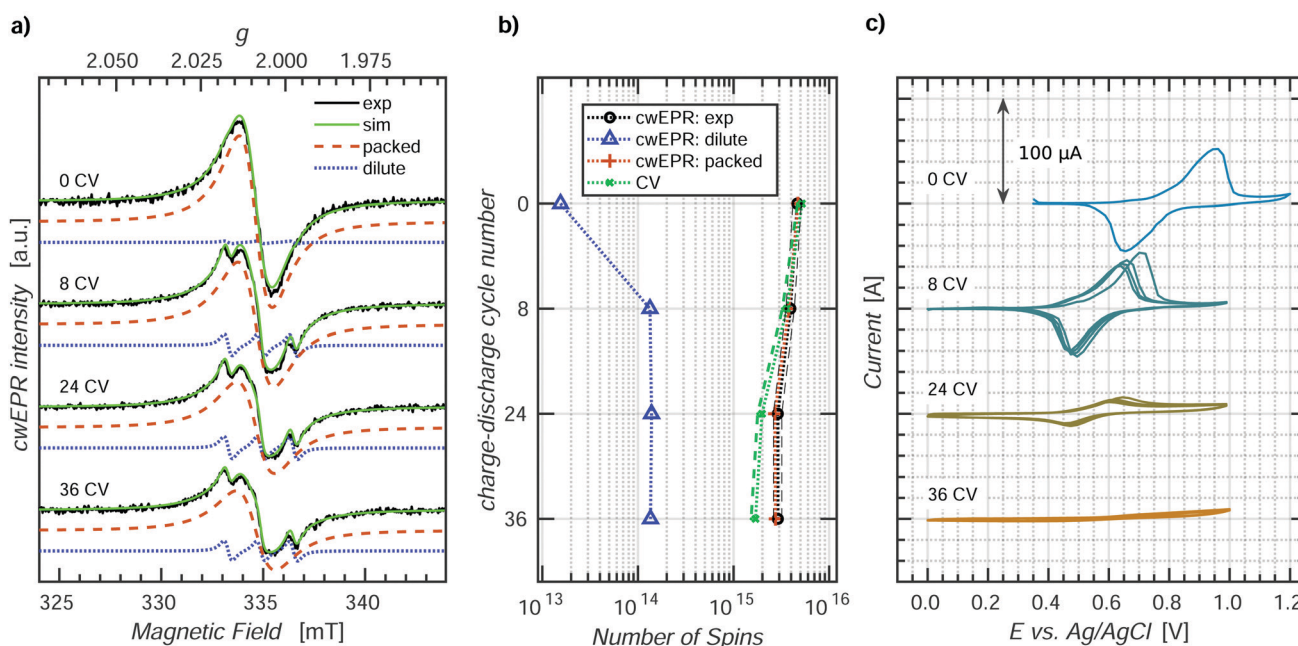 a)
g
2.050 2.025 2.000 1.975
exp
sim
packed
dilute
0 CV
8 CV
24 CV
36 CV
cwEPR intensity [a.u.]
325 330 335 340
Magnetic Field [mT]
b)
cwEPR: exp
cwEPR: dilute
cwEPR: packed
CV
charge-discharge cycle number
0
8
24
36
10^13 10^14 10^15 10^16
Number of Spins
c)
100 µA
0 CV
8 CV
24 CV
36 CV
Current [A]
0.0 0.2 0.4 0.6 0.8 1.0 1.2
E vs. Ag/AgCl [V]